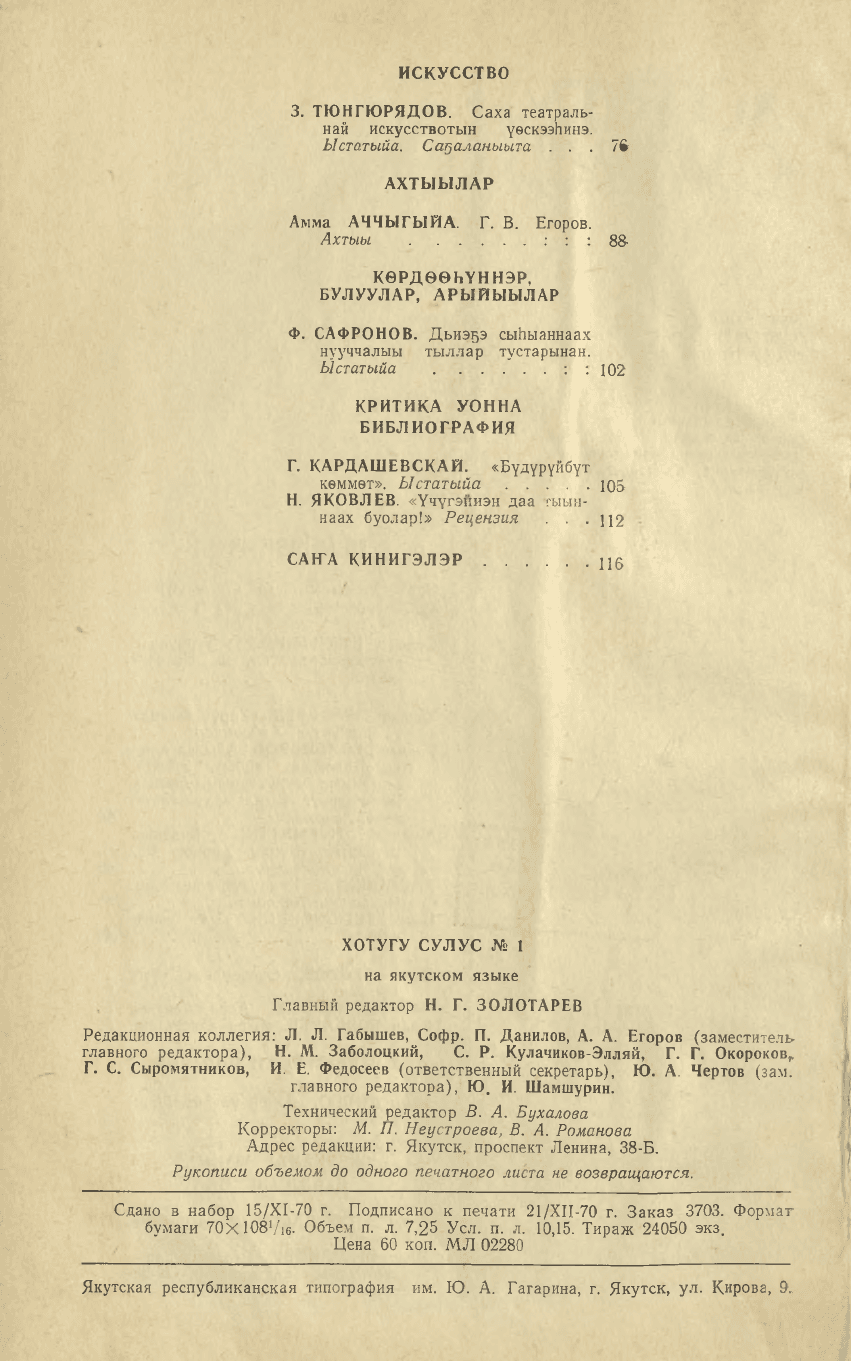 ИСКУССТВО
З. ТЮНГЮРЯДОВ. Саха театраль-
най искусствотын үөскээһинэ.
Ыстатыйа. Саҕаланыыта . . . 76
АХТЫЫЛАР
Амма АЧЧЫГЫЙА. Г. В. Егоров.
Ахтыы . . . . . . : : : 88
КӨРДӨӨҺҮННЭР,
БУЛУУЛАР, АРЫЙЫЫЛАР
Ф. САФРОНОВ. Дьиэҕэ сыһыаннаах
нууччалыы тыллар тустарынан.
Ыстатыйа . . . . . . : : 102
КРИТИКА УОННА
БИБЛИОГРАФИЯ
Г. КАРДАШЕВСКАЙ. «Бүдүрүйбүт
көммөт». Ыстатыйа . . . . . 105
Н. ЯКОВЛЕВ. «Үчүгэйиэн даа тыын-
наах буолар!» Рецензия . . . 112
САҤА КИНИГЭЛЭР . . . . . . 116
ХОТУГУ СУЛУС № 1
на якутском языке
Главный редактор Н. Г. ЗОЛОТАРЕВ
Редакционная коллегия: Л. Л. Габышев, Софр. П. Данилов, А. А. Егоров (заместитель
главного редактора), Н. М. Заболоцкий, С. Р. Кулачиков-Элляй, Г. Г. Окороков,
Г. С. Сыромятников, И. Е. Федосеев (ответственный секретарь), Ю. А. Чертов (зам.
главного редактора), Ю. И. Шамшурин.
Технический редактор В. А. Бухалова
Корректоры: М. П. Неустроева, В. А. Романова
Адрес редакции: г. Якутск, проспект Ленина, 38-Б.
Рукописи объемом до одного печатного листа не возвращаются.
Сдано в набор 15/XI-70 г. Подписано к печати 21/XII-70 г. Заказ 3703. Формат
бумаги 70×108¹/₁₆. Объем п. л. 7,25 Усл. п. л. 10,15. Тираж 24050 экз.
Цена 60 коп. МЛ 02280
Якутская республиканская типография им. Ю. А. Гагарина, г. Якутск, ул. Кирова, 9.